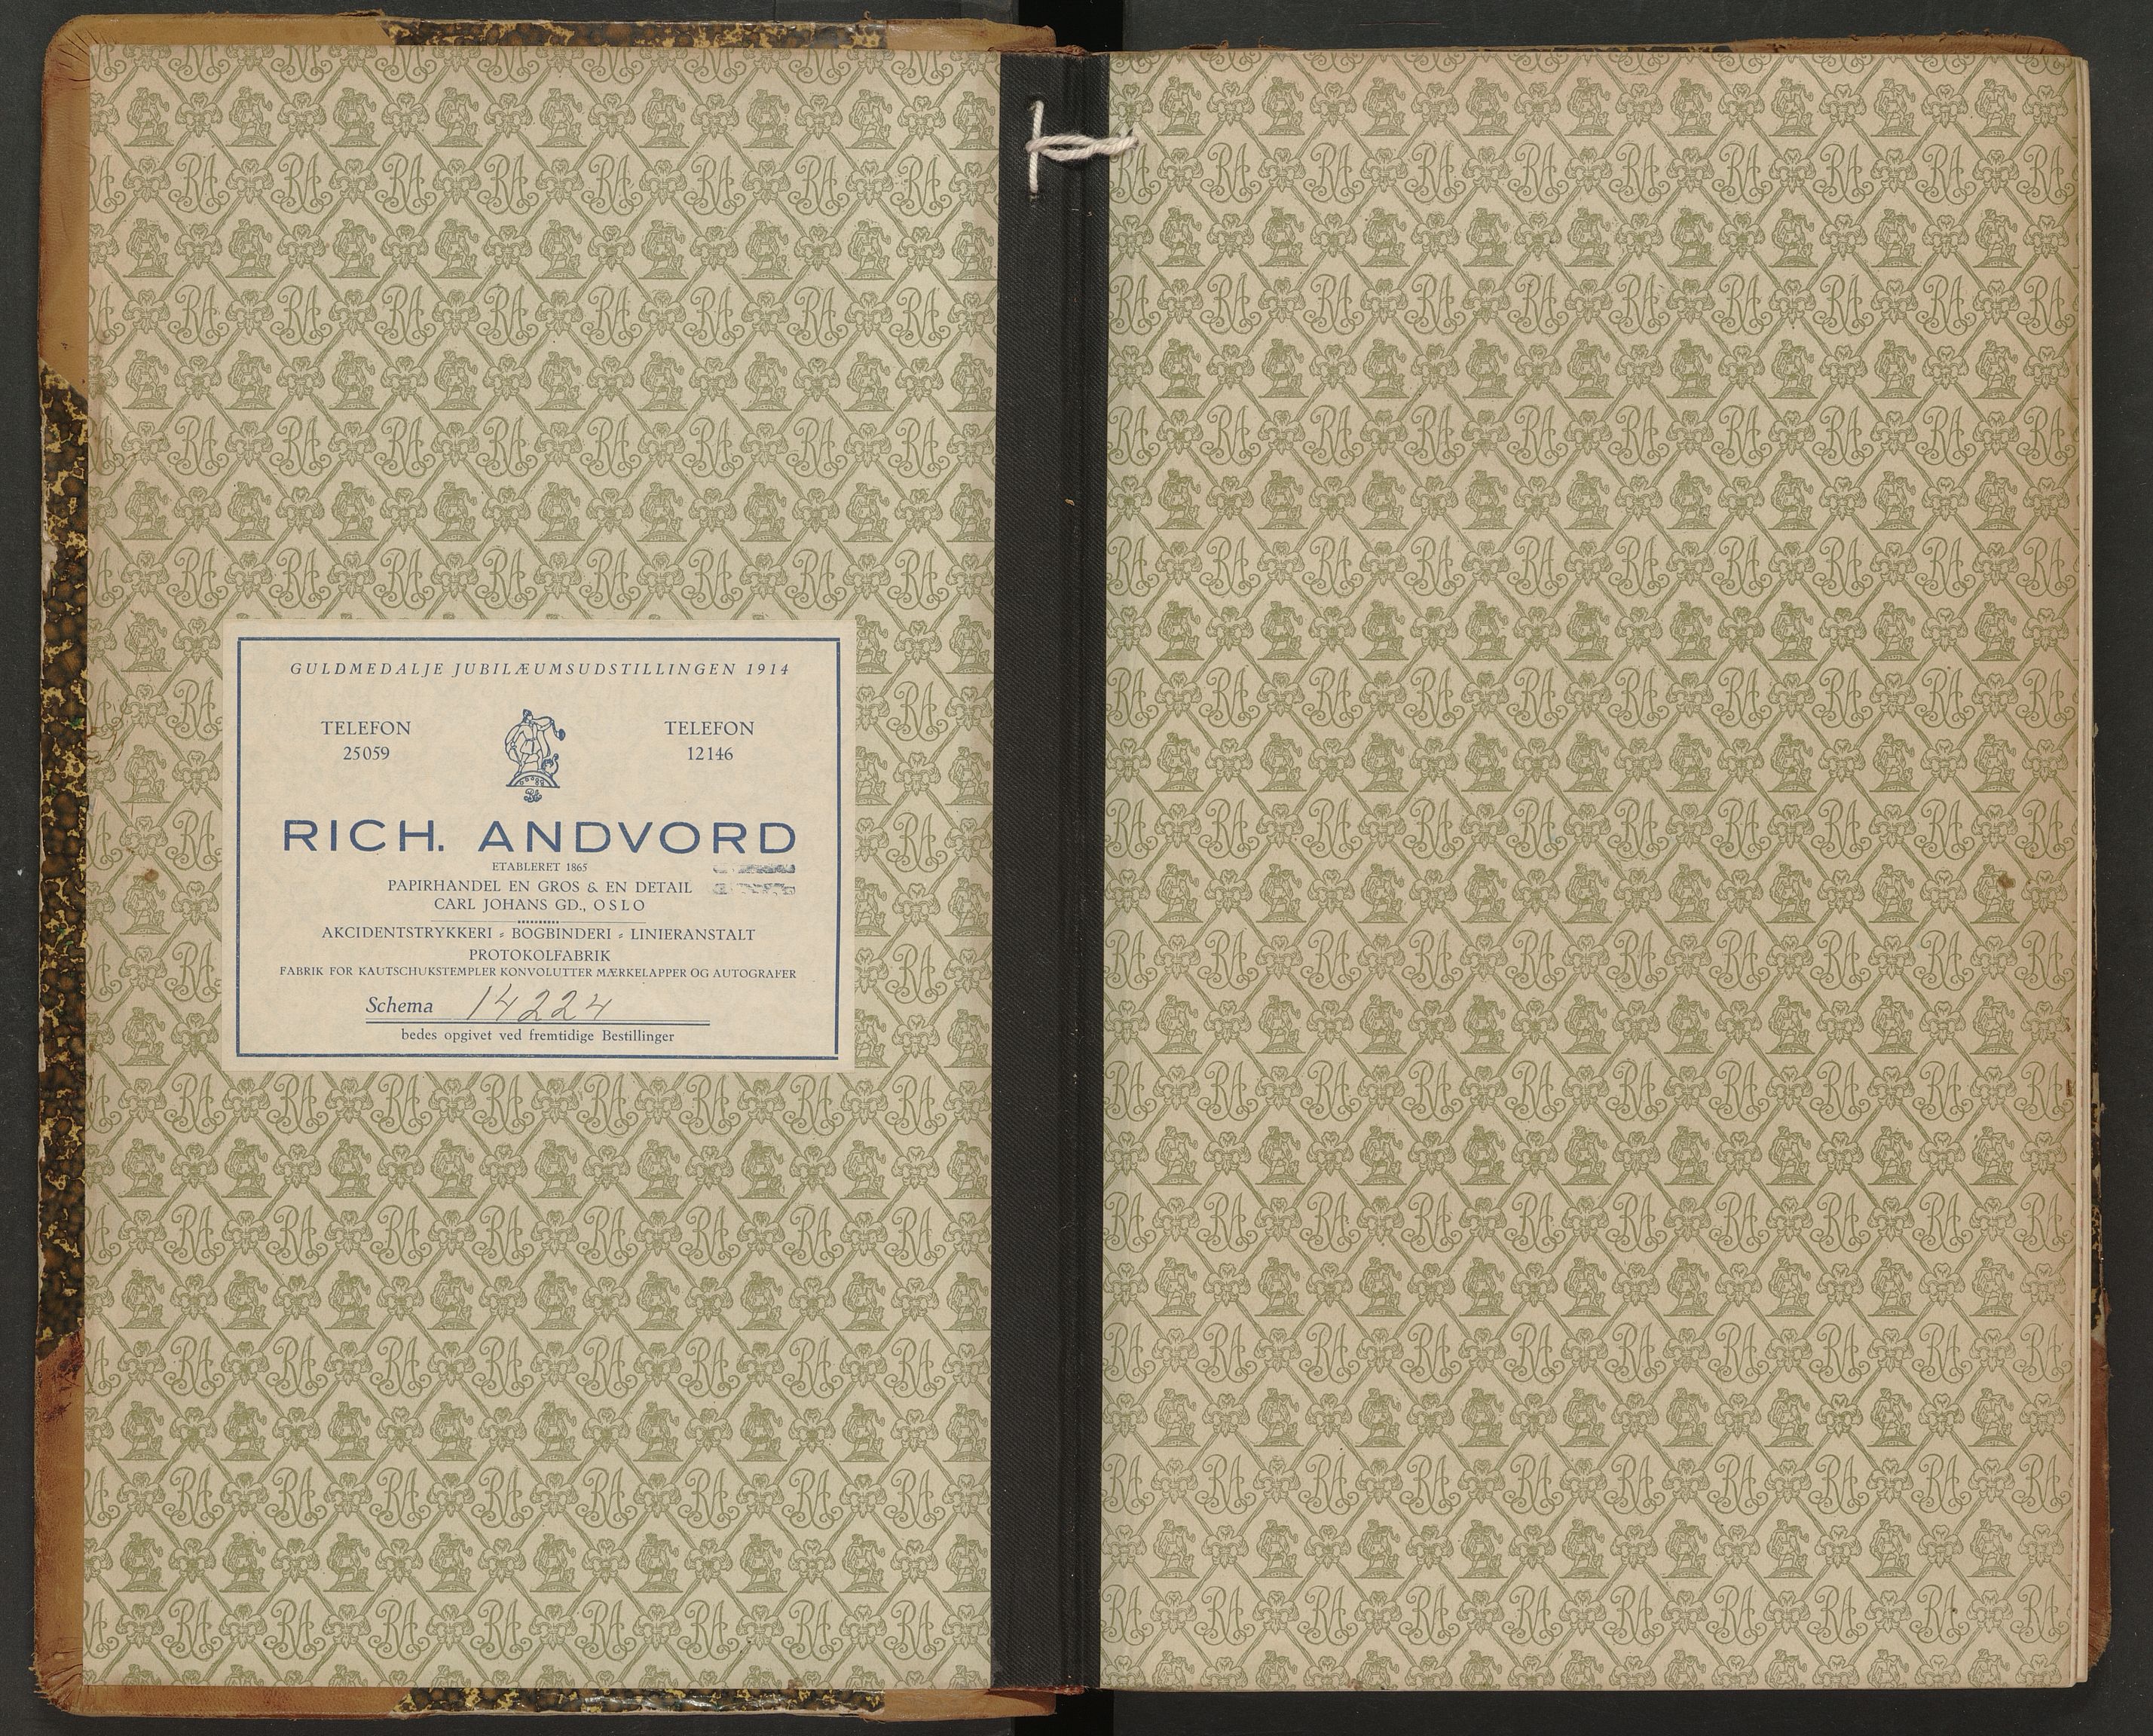 GULDMEDALJE JUBILÆUMSUDSTILLINGEN 1914
TELEFON
25059
TELEFON
12146
RA
RICH. ANDVORD
ETABLERET 1865
PAPIRHANDEL EN GROS & EN DETAIL
CARL JOHANS GD., OSLO
AKCIDENTSTRYKKERI - BOGBINDERI - LINIERANSTALT
PROTOKOLFABRIK
FABRIK FOR KAUTSCHUKSTEMPLER KONVOLUTTER MÆRKELAPPER OG AUTOGRAFER
Schema 14224
bedes opgivet ved fremtidige Bestillinger